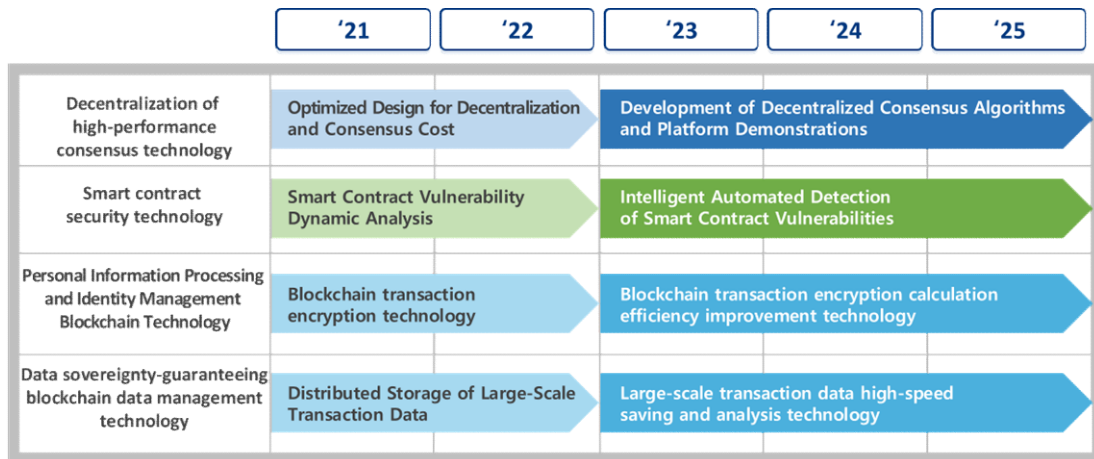 ‘21
‘22
‘23
‘24
‘25
Decentralization of
high-performance
consensus technology
Optimized Design for Decentralization
and Consensus Cost
Development of Decentralized Consensus Algorithms
and Platform Demonstrations
Smart contract
security technology
Smart Contract Vulnerability
Dynamic Analysis
Intelligent Automated Detection
of Smart Contract Vulnerabilities
Personal Information Processing
and Identity Management
Blockchain Technology
Blockchain transaction
encryption technology
Blockchain transaction encryption calculation
efficiency improvement technology
Data sovereignty-guaranteeing
blockchain data management
technology
Distributed Storage of Large-Scale
Transaction Data
Large-scale transaction data high-speed
saving and analysis technology